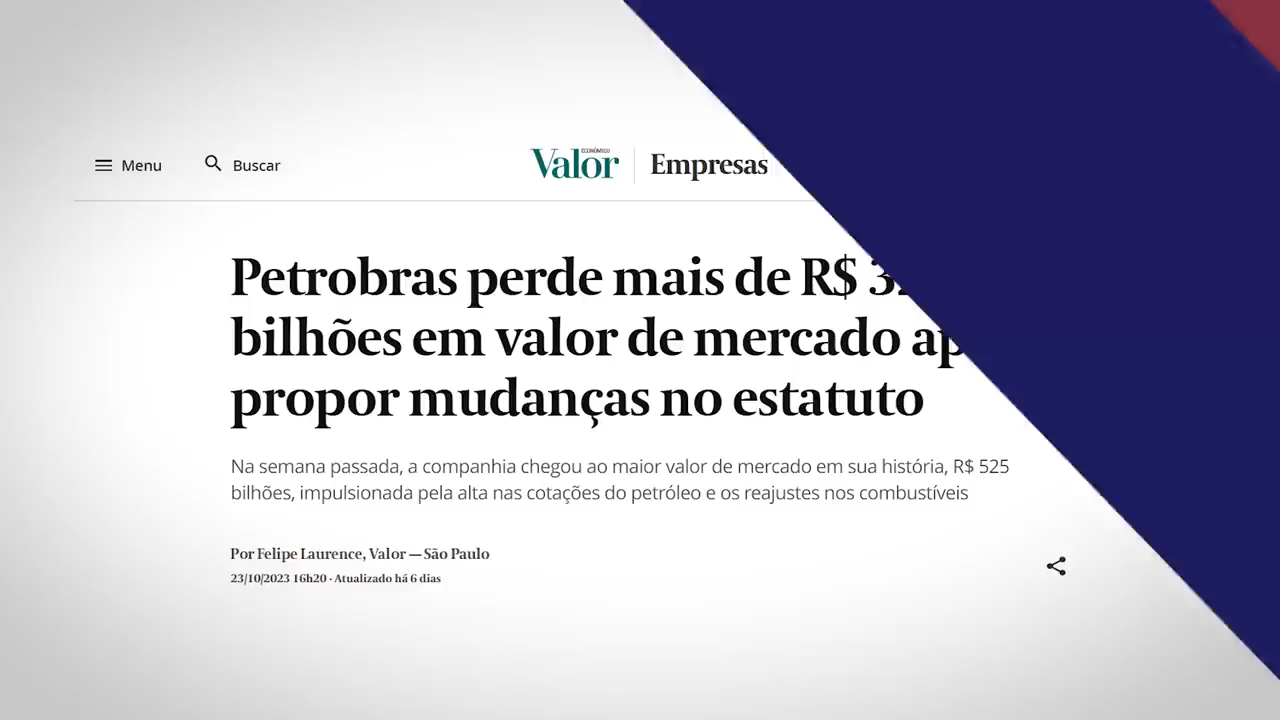 Menu
Buscar
Valor ECONÔMICO
Empresas
Petrobras perde mais de R$
bilhões em valor de mercado
propor mudanças no estatuto
Na semana passada, a companhia chegou ao maior valor de mercado em sua história, R$ 525
bilhões, impulsionada pela alta nas cotações do petróleo e os reajustes nos combustíveis
Por Felipe Laurence, Valor — São Paulo
23/10/2023 16h20 · Atualizado há 6 dias